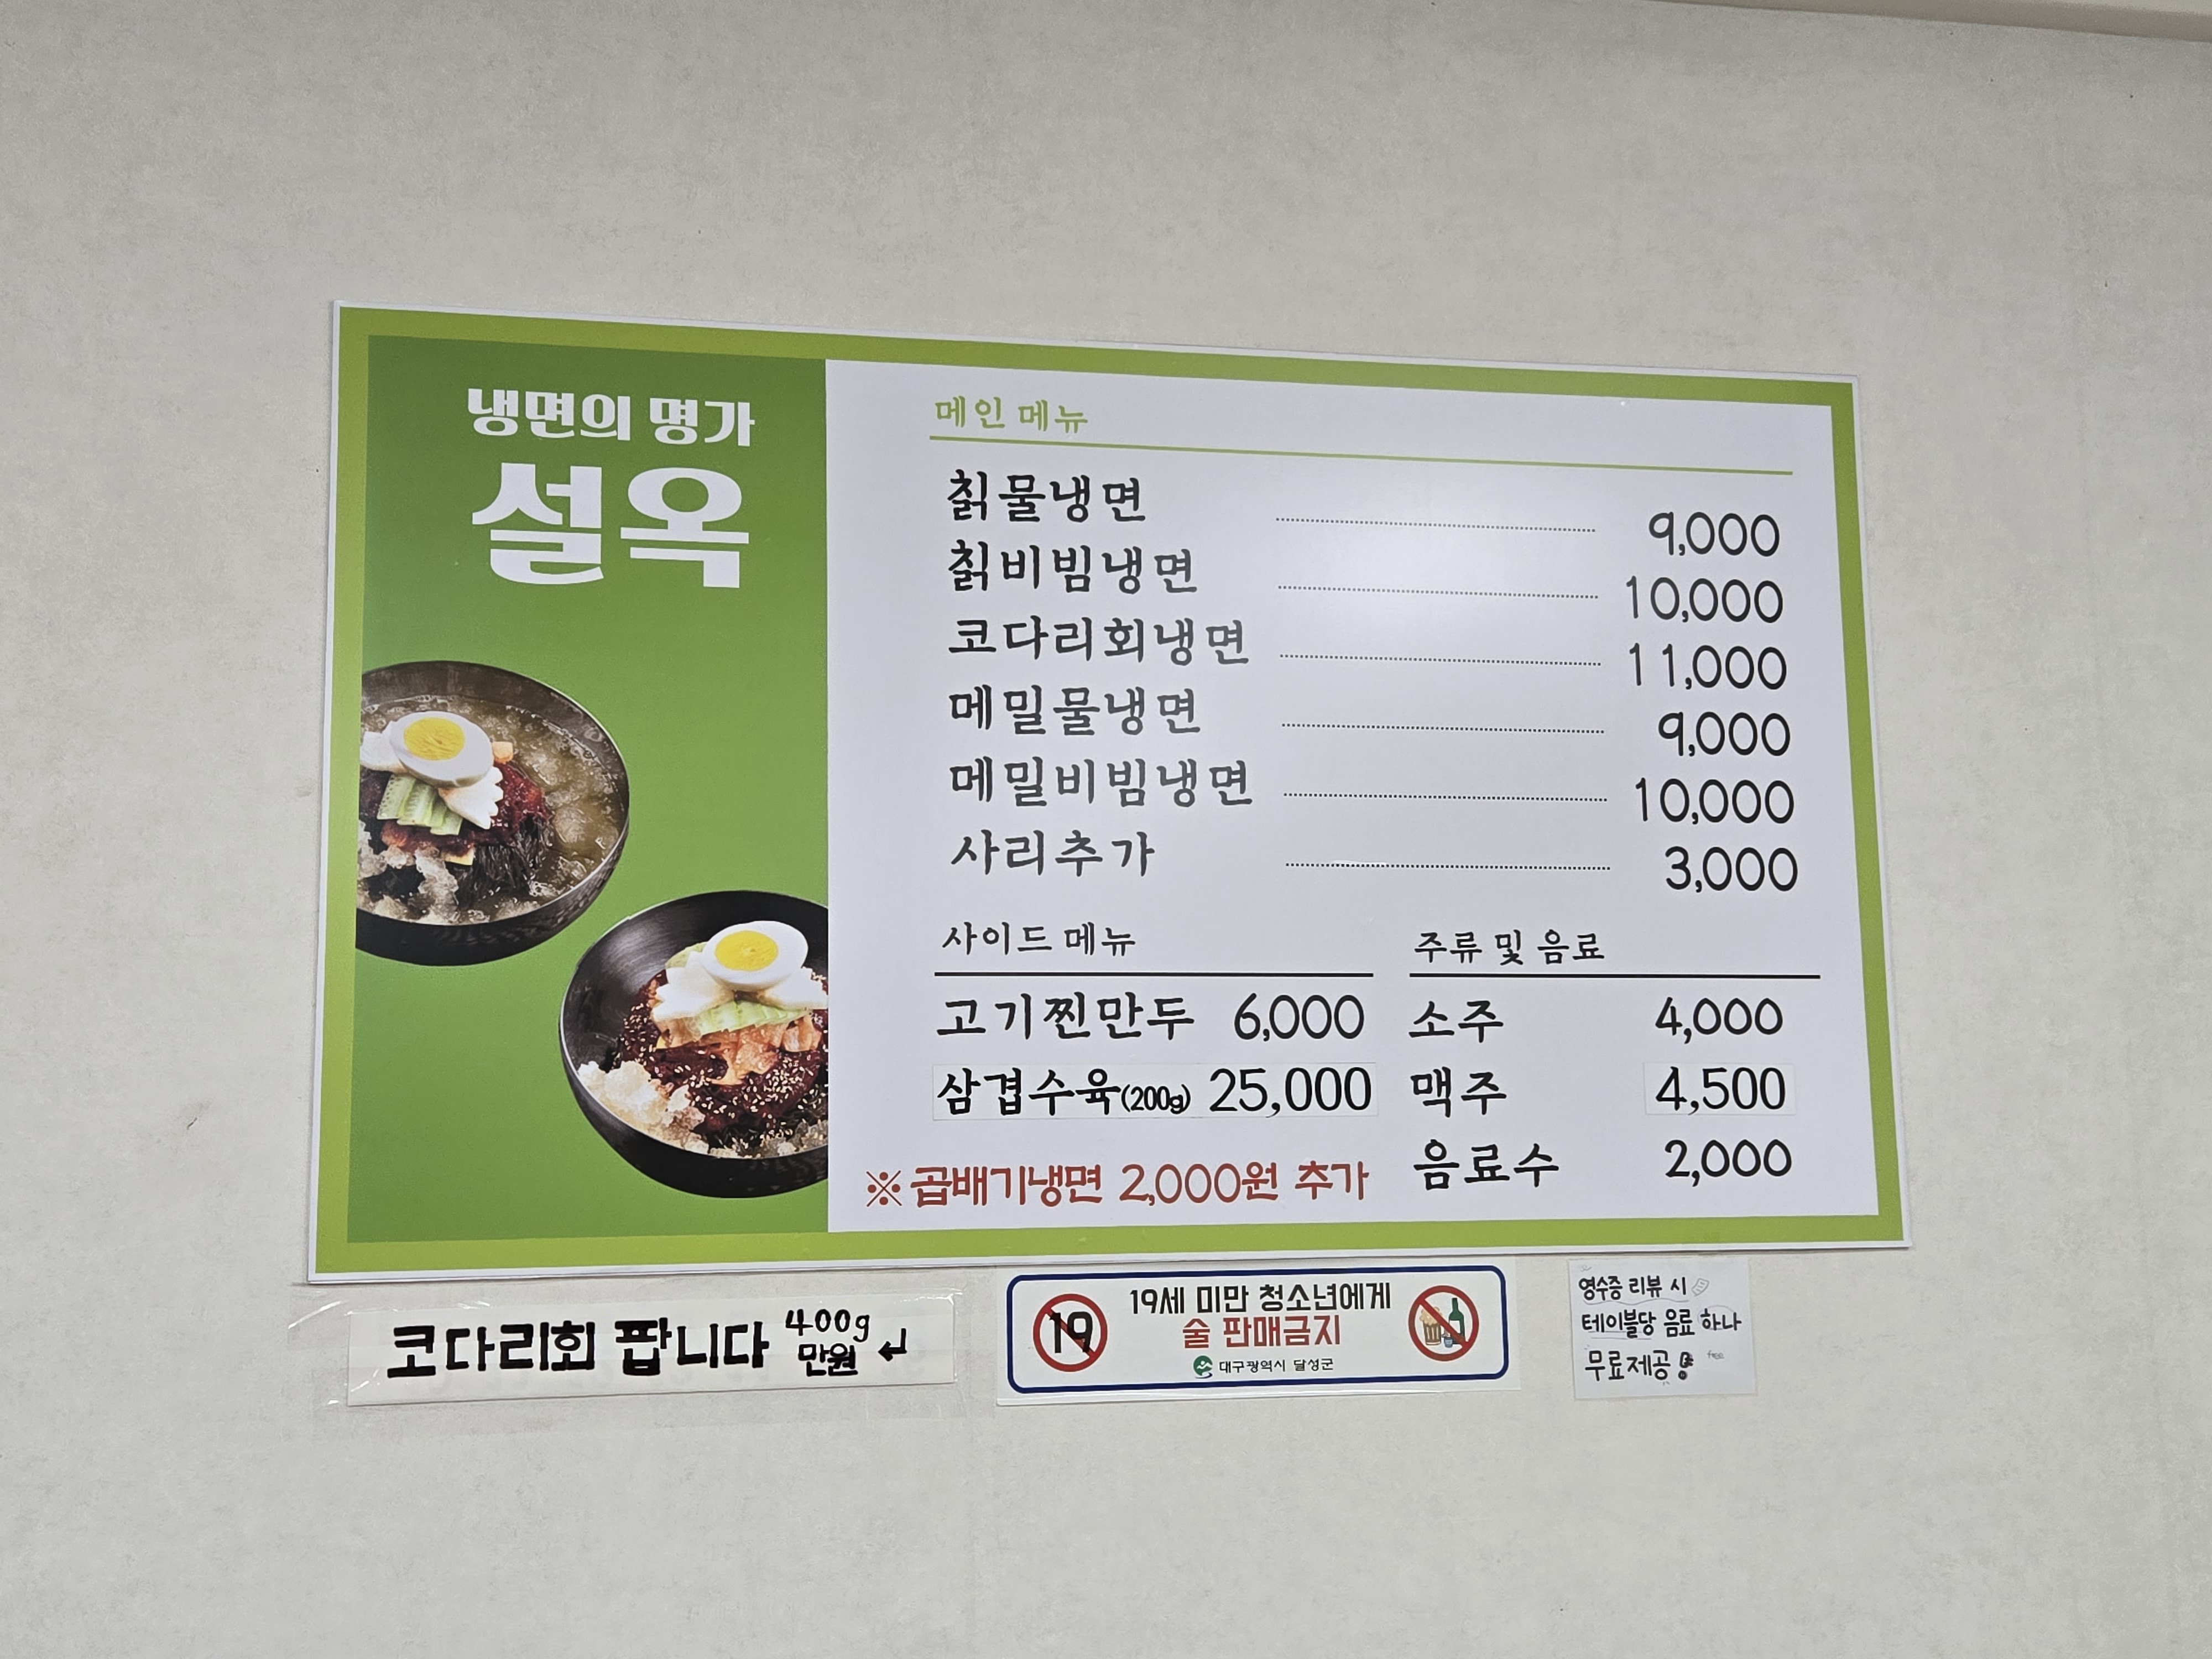 냉면의 명가
설옥
메인 메뉴
칡물냉면 9,000
칡비빔냉면 10,000
코다리회냉면 11,000
메밀물냉면 9,000
메밀비빔냉면 10,000
사리추가 3,000
사이드 메뉴
고기찐만두 6,000
삼겹수육(200g) 25,000
※곱배기냉면 2,000원 추가
주류 및 음료
소주 4,000
맥주 4,500
음료수 2,000
코다리회 팝니다 400g
만원
19
19세 미만 청소년에게
술 판매금지
대구광역시 달성군
영수증 리뷰 시
테이블당 음료 하나
무료제공
free